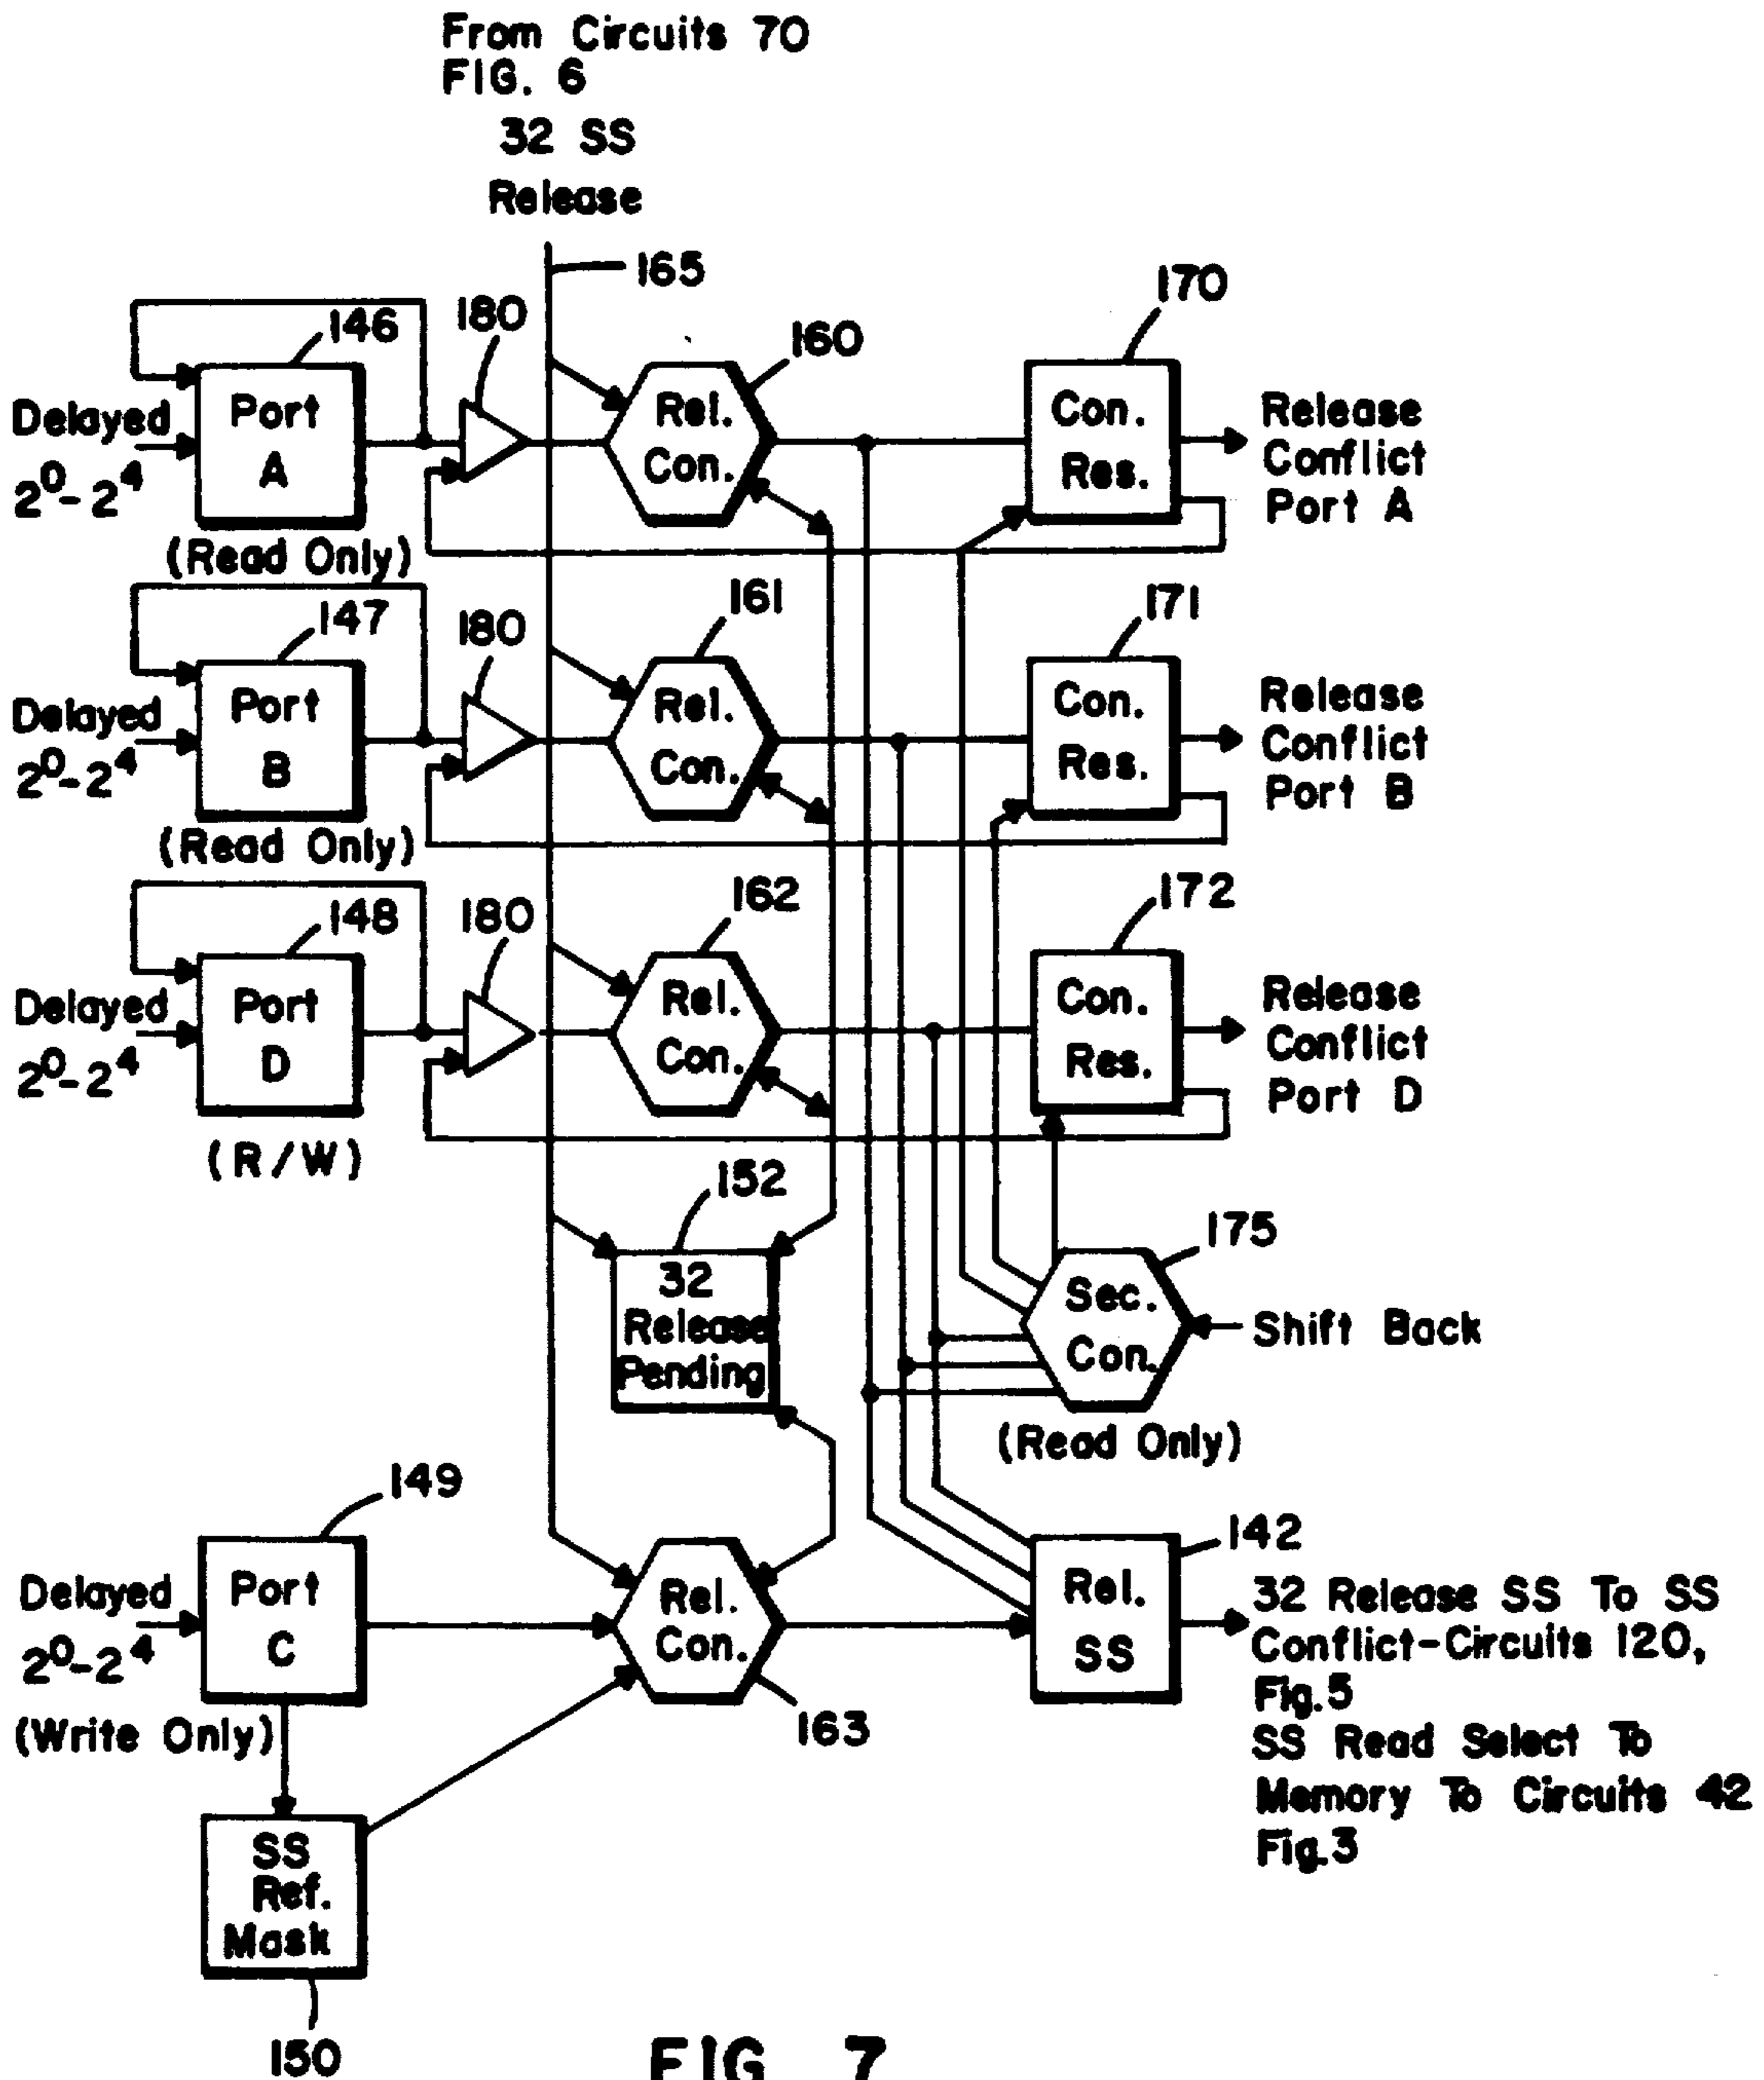 From Circuits 70
FIG. 6
32 SS
Release
165
146
180
160
170
Delayed
2⁰-2⁴
Port
A
(Read Only)
Rel.
Con.
Con.
Res.
Release
Conflict
Port A
147
180
161
171
Delayed
2⁰-2⁴
Port
B
(Read Only)
Rel.
Con.
Con.
Res.
Release
Conflict
Port B
148
180
162
172
Delayed
2⁰-2⁴
Port
D
(R/W)
Rel.
Con.
Con.
Res.
Release
Conflict
Port D
152
32
Release
Pending
175
Sec.
Con.
Shift Back
(Read Only)
149
Delayed
2⁰-2⁴
Port
C
(Write Only)
Rel.
Con.
163
142
Rel.
SS
32 Release SS To SS
Conflict-Circuits 120,
Fig.5
SS Read Select To
Memory To Circuits 42
Fig.3
SS
Ref.
Mask
150
FIG. 7